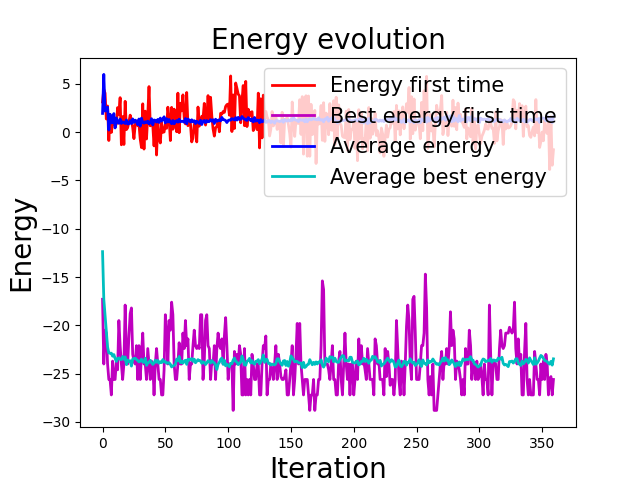 Energy evolution
Energy
5
0
−5
−10
−15
−20
−25
−30
Energy first time
Best energy first time
Average energy
Average best energy
0 50 100 150 200 250 300 350
Iteration